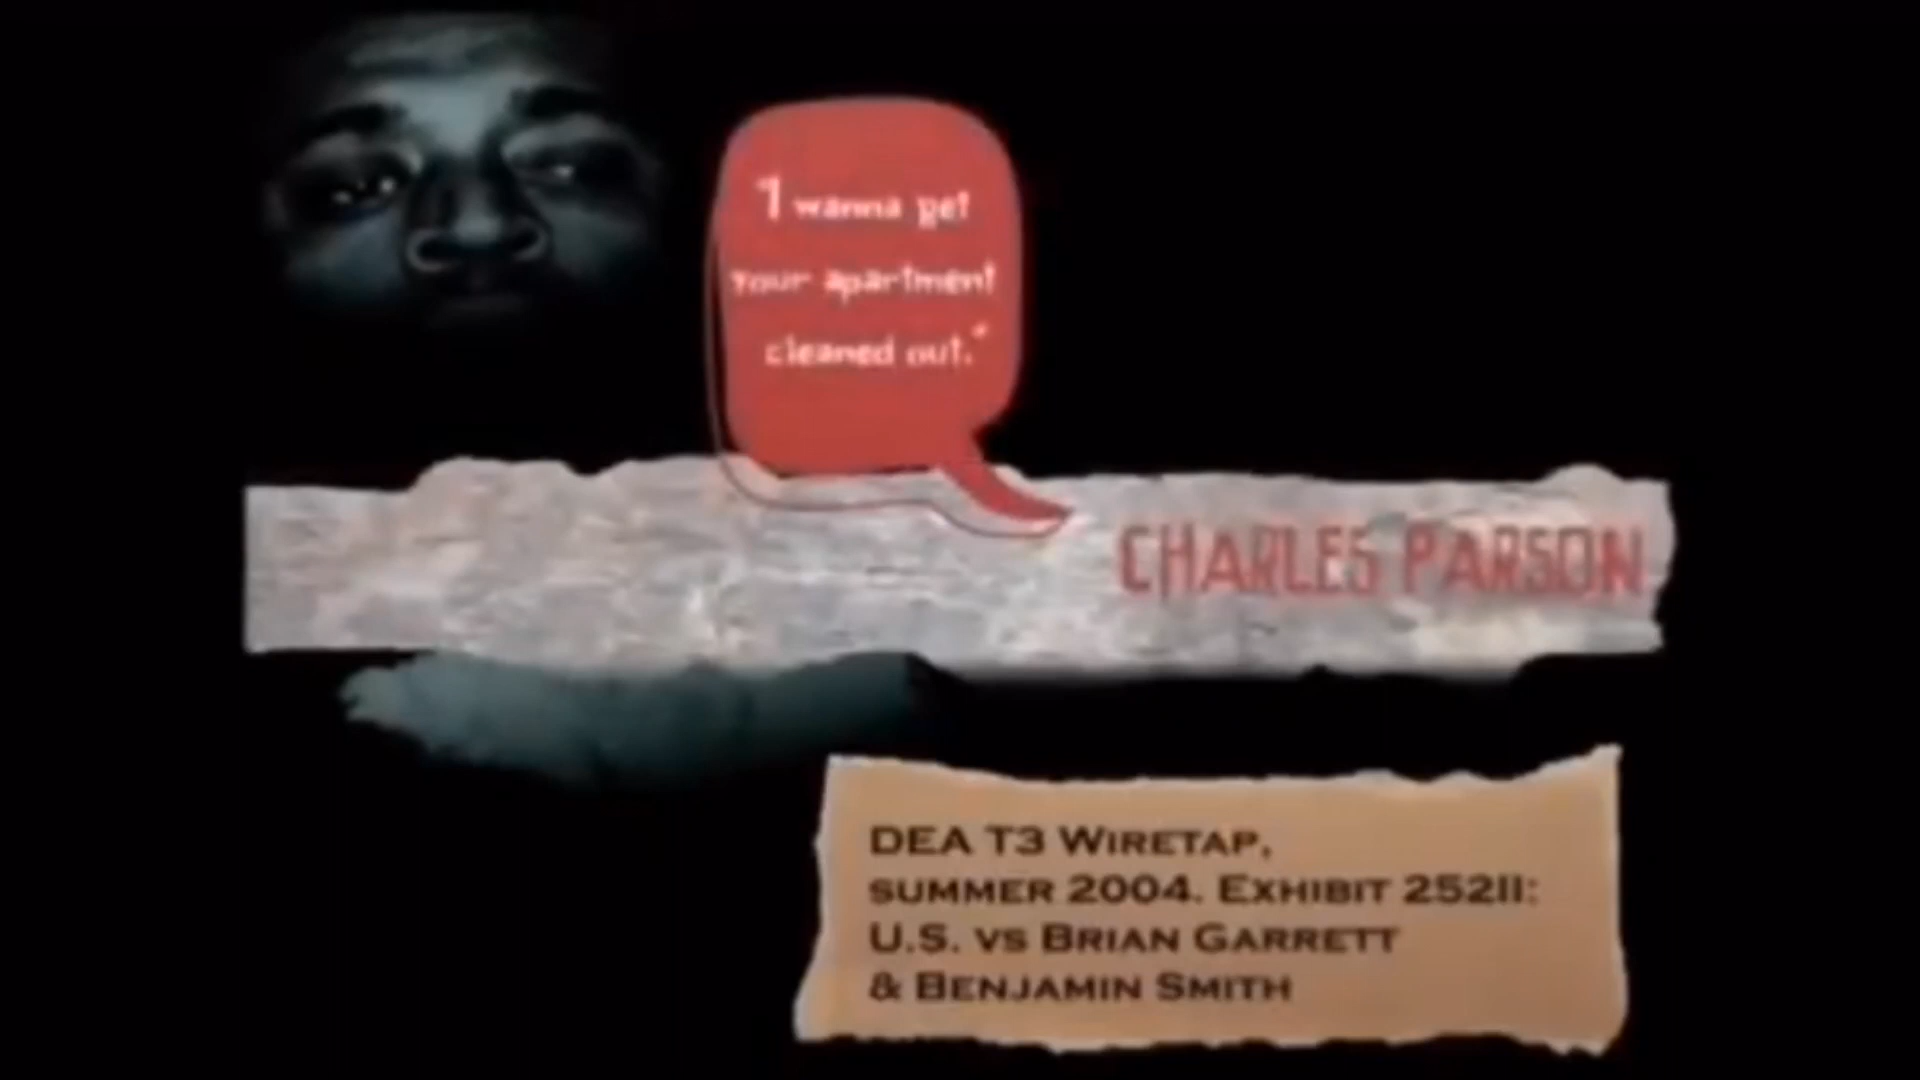 "I wanna get
your apartment
cleaned out."
CHARLES PARSON
DEA T3 WIRETAP,
SUMMER 2004. EXHIBIT 252II:
U.S. VS BRIAN GARRETT
& BENJAMIN SMITH